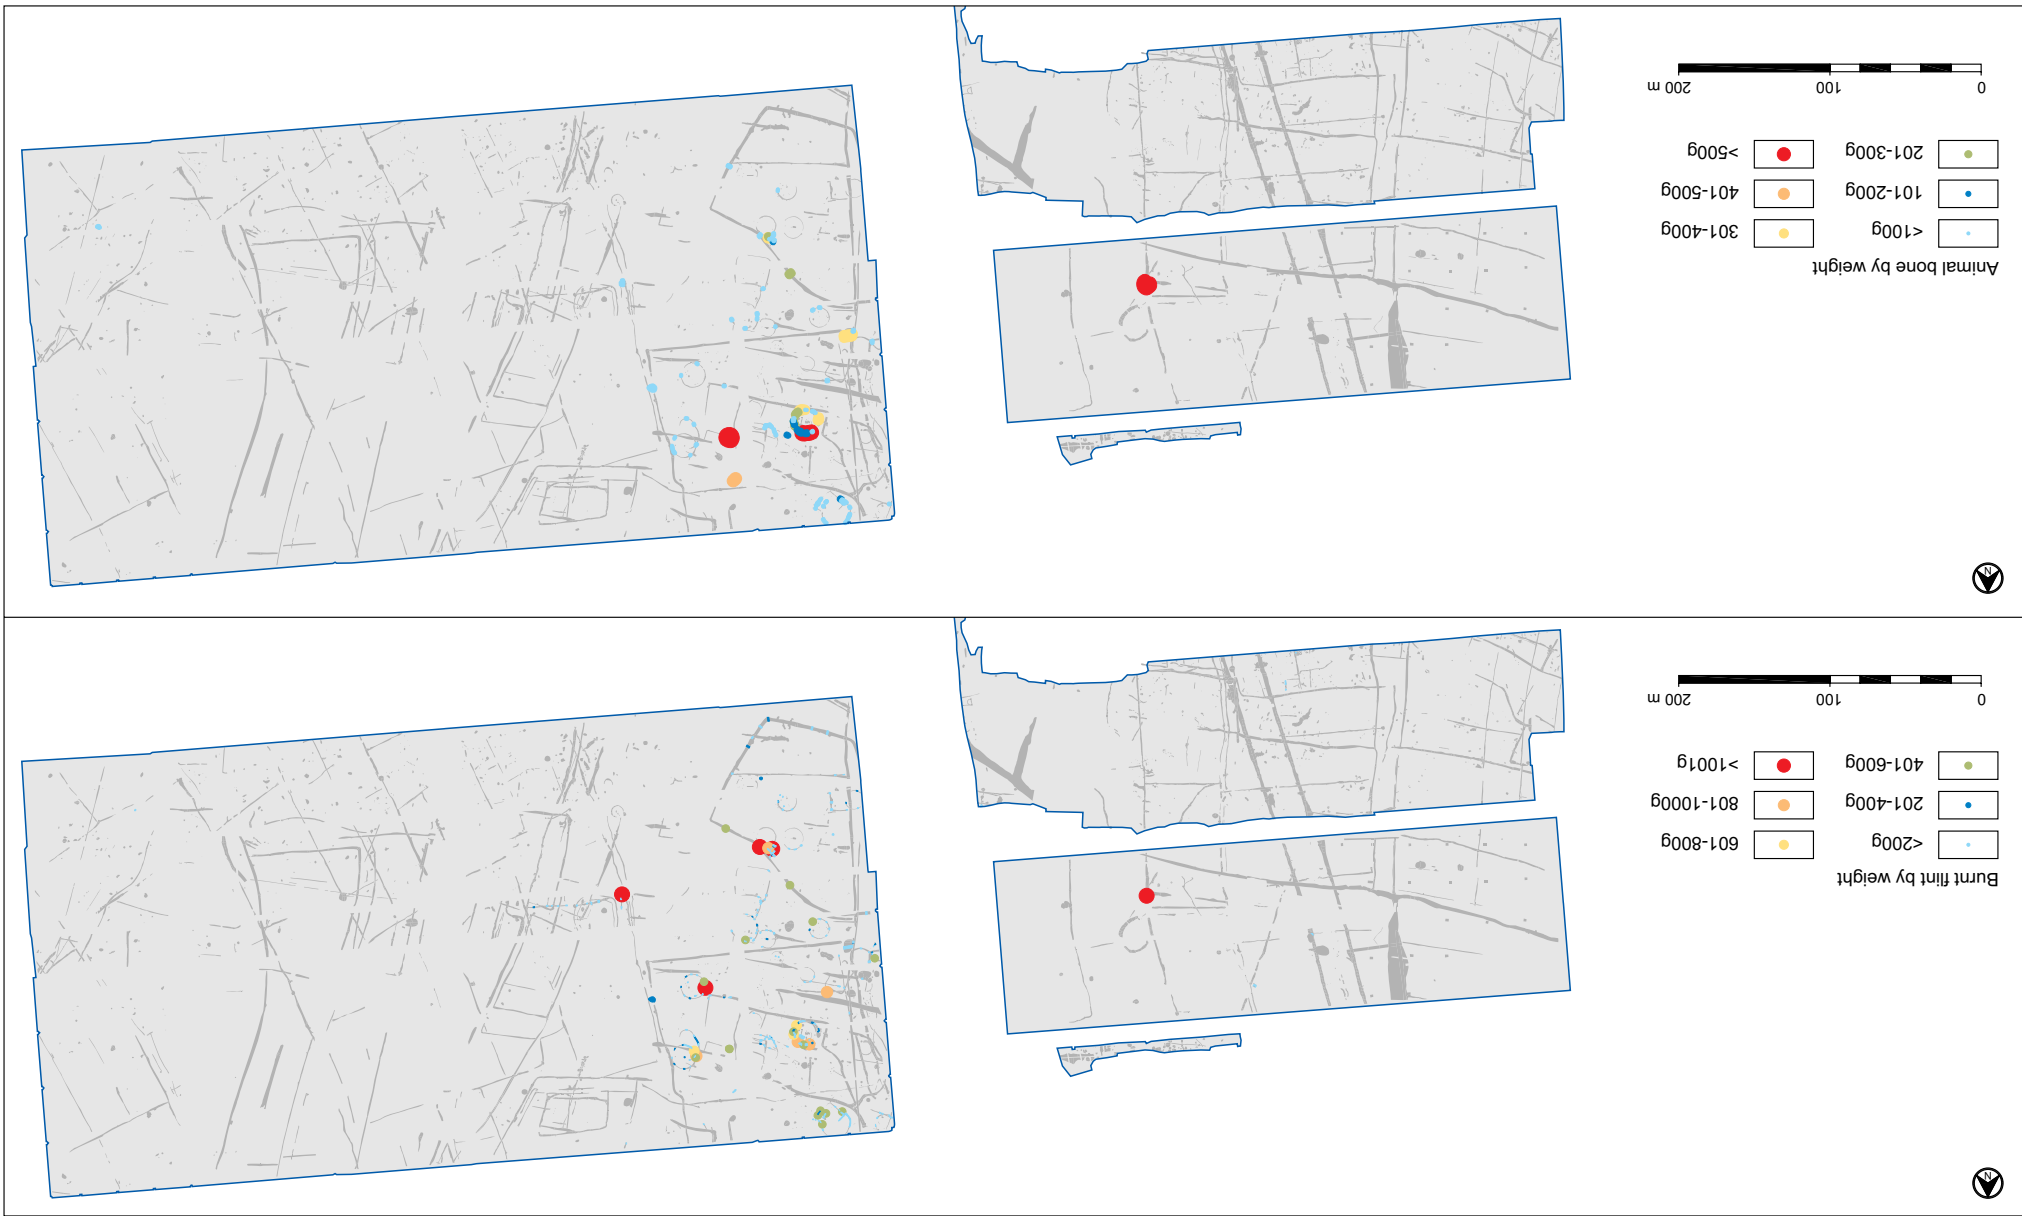 N
Burnt flint by weight
<200g 601-800g
201-400g 801-1000g
401-600g >1001g
0 100 200 m
N
Animal bone by weight
<100g 301-400g
101-200g 401-500g
201-300g >500g
0 100 200 m